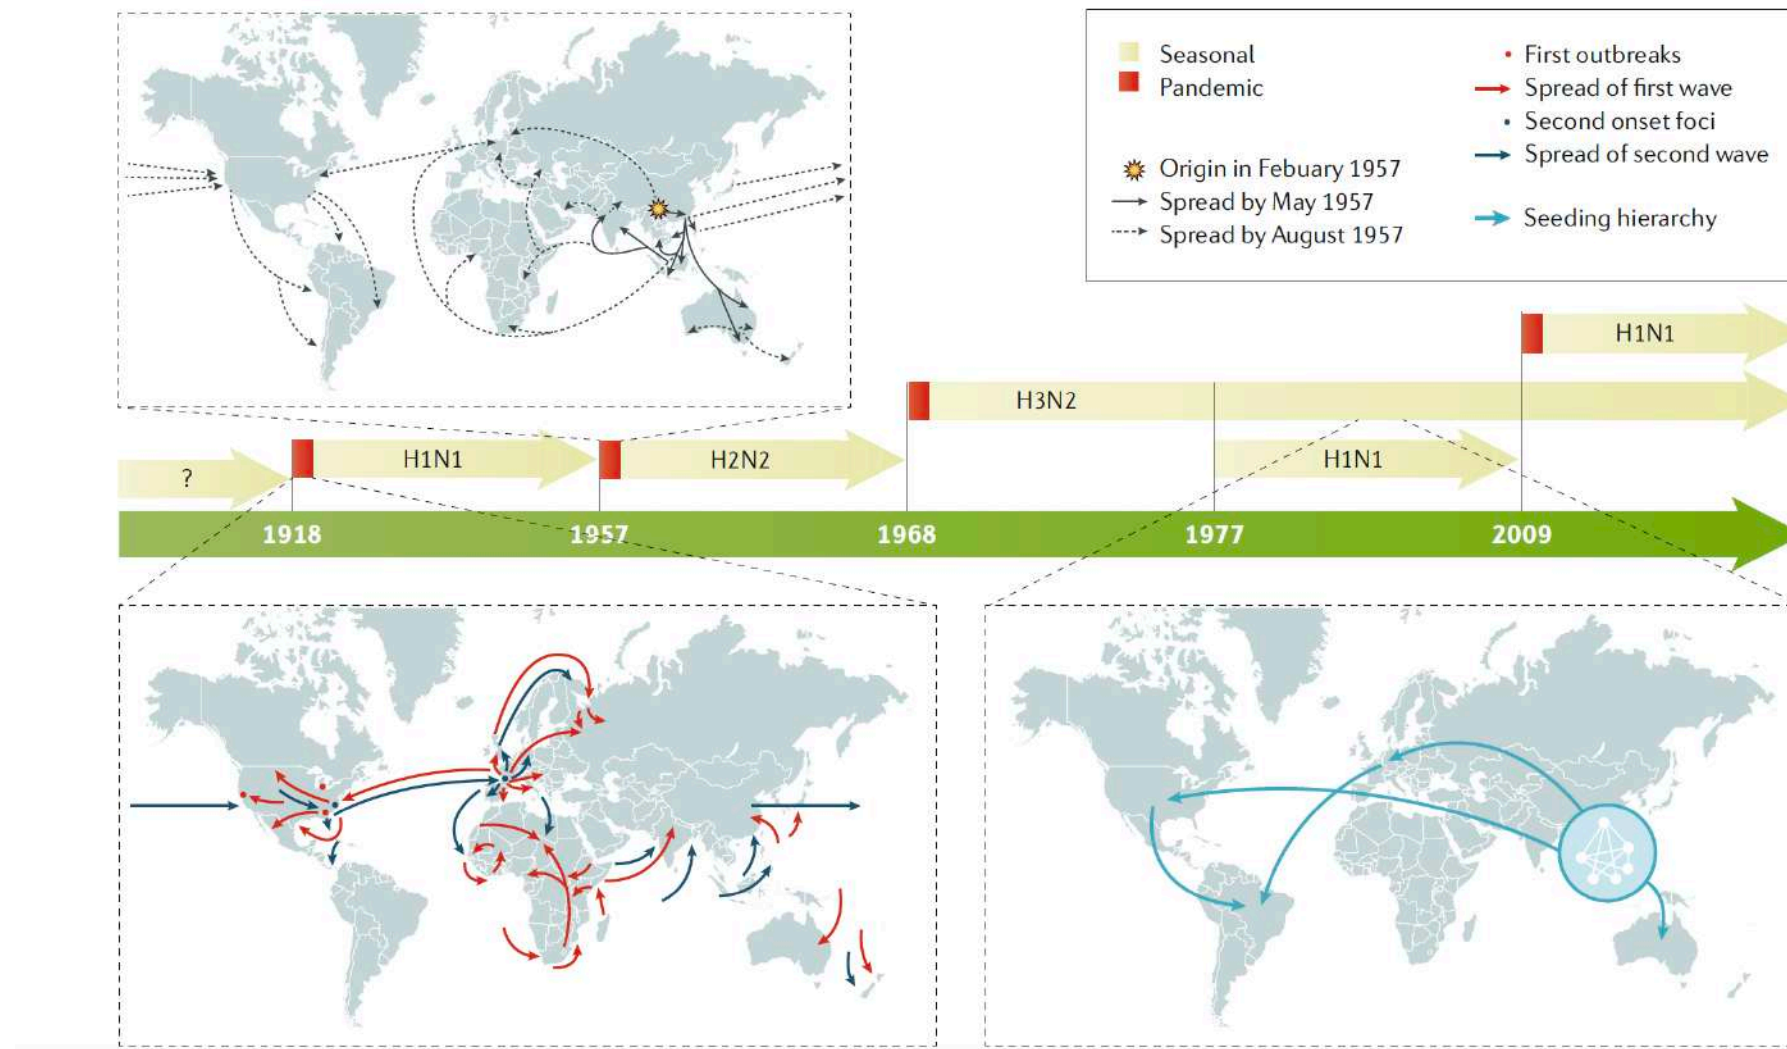 Seasonal
Pandemic
Origin in Febuary 1957
Spread by May 1957
Spread by August 1957
First outbreaks
Spread of first wave
Second onset foci
Spread of second wave
Seeding hierarchy
H1N1
H3N2
? H1N1 H2N2 H1N1
1918 1957 1968 1977 2009